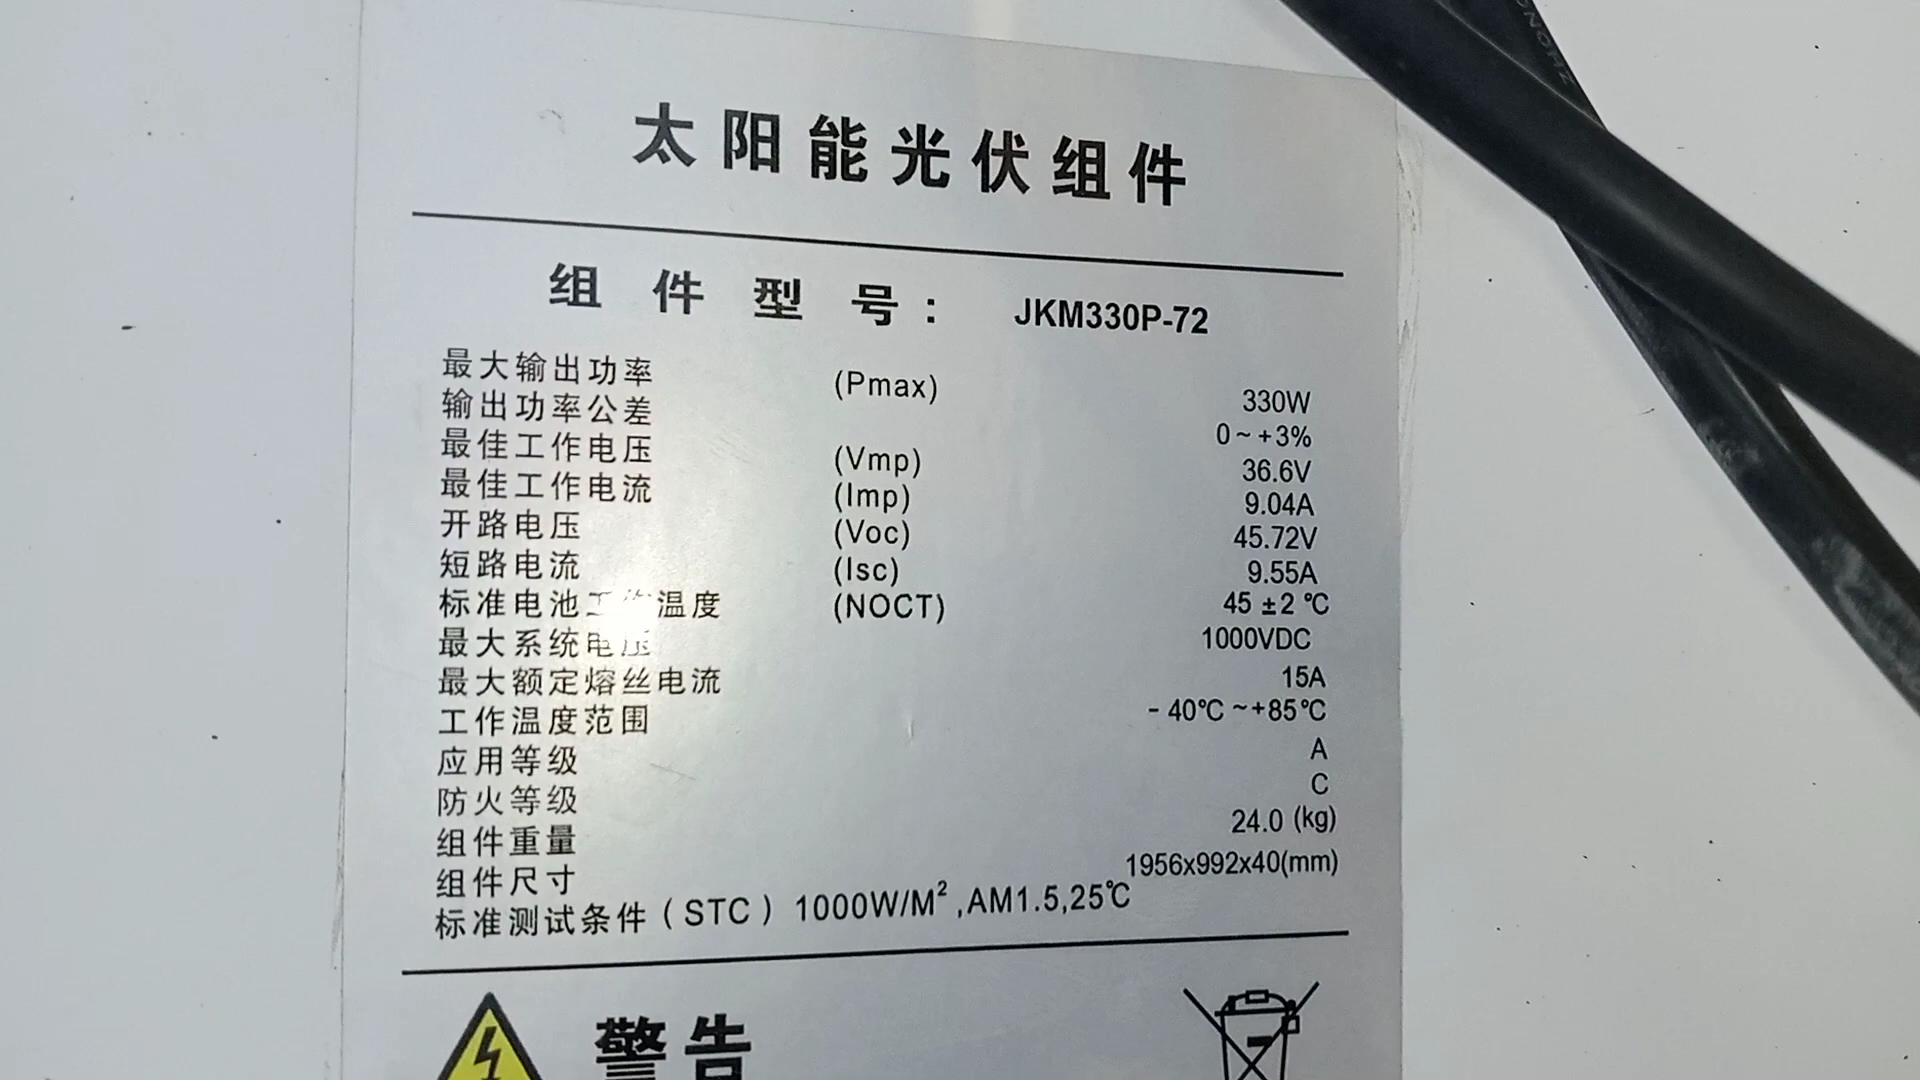 太阳能光伏组件
组件型号: JKM330P-72
最大输出功率 (Pmax) 330W
输出功率公差 0~+3%
最佳工作电压 (Vmp) 36.6V
最佳工作电流 (Imp) 9.04A
开路电压 (Voc) 45.72V
短路电流 (Isc) 9.55A
标准电池工作温度 (NOCT) 45±2℃
最大系统电压 1000VDC
最大额定熔丝电流 15A
工作温度范围 -40℃~+85℃
应用等级 A
防火等级 C
组件重量 24.0 (kg)
组件尺寸 1956x992x40(mm)
标准测试条件(STC) 1000W/M²,AM1.5,25℃
警告